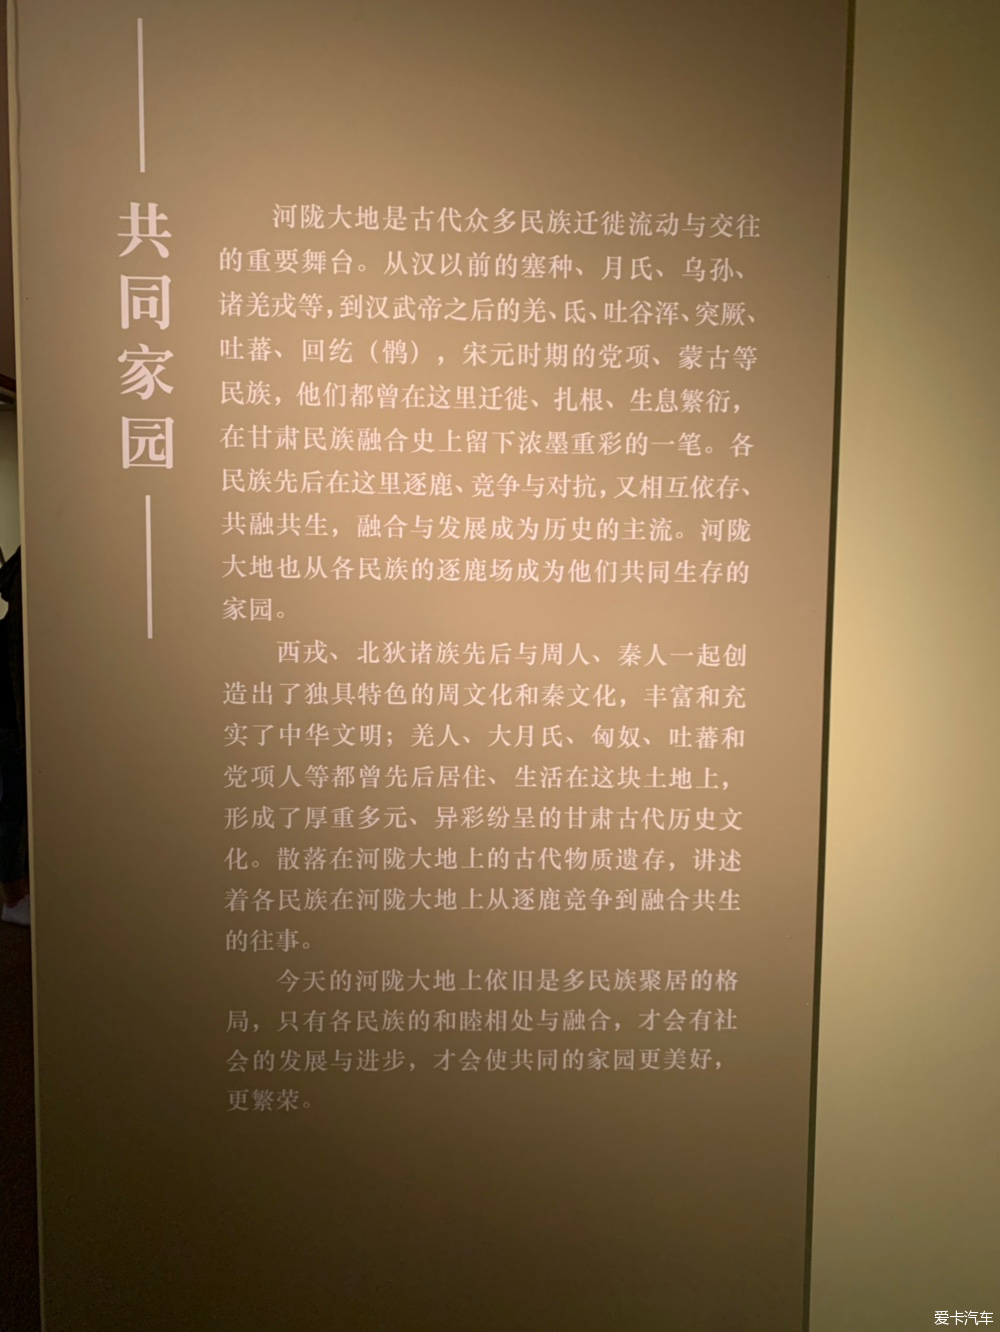 共同家园
河陇大地是古代众多民族迁徙流动与交往
的重要舞台。从汉以前的塞种、月氏、乌孙、
诸羌戎等，到汉武帝之后的羌、氐、吐谷浑、突厥、
吐蕃、回纥（鹘），宋元时期的党项、蒙古等
民族，他们都曾在这里迁徙、扎根、生息繁衍，
在甘肃民族融合史上留下浓墨重彩的一笔。各
民族先后在这里逐鹿、竞争与对抗，又相互依存、
共融共生，融合与发展成为历史的主流。河陇
大地也从各民族的逐鹿场成为他们共同生存的
家园。
西戎、北狄诸族先后与周人、秦人一起创
造出了独具特色的周文化和秦文化，丰富和充
实了中华文明；羌人、大月氏、匈奴、吐蕃和
党项人等都曾先后居住、生活在这块土地上，
形成了厚重多元、异彩纷呈的甘肃古代历史文
化。散落在河陇大地上的古代物质遗存，讲述
着各民族在河陇大地上从逐鹿竞争到融合共生
的往事。
今天的河陇大地上依旧是多民族聚居的格
局，只有各民族的和睦相处与融合，才会有社
会的发展与进步，才会使共同的家园更美好，
更繁荣。
爱卡汽车